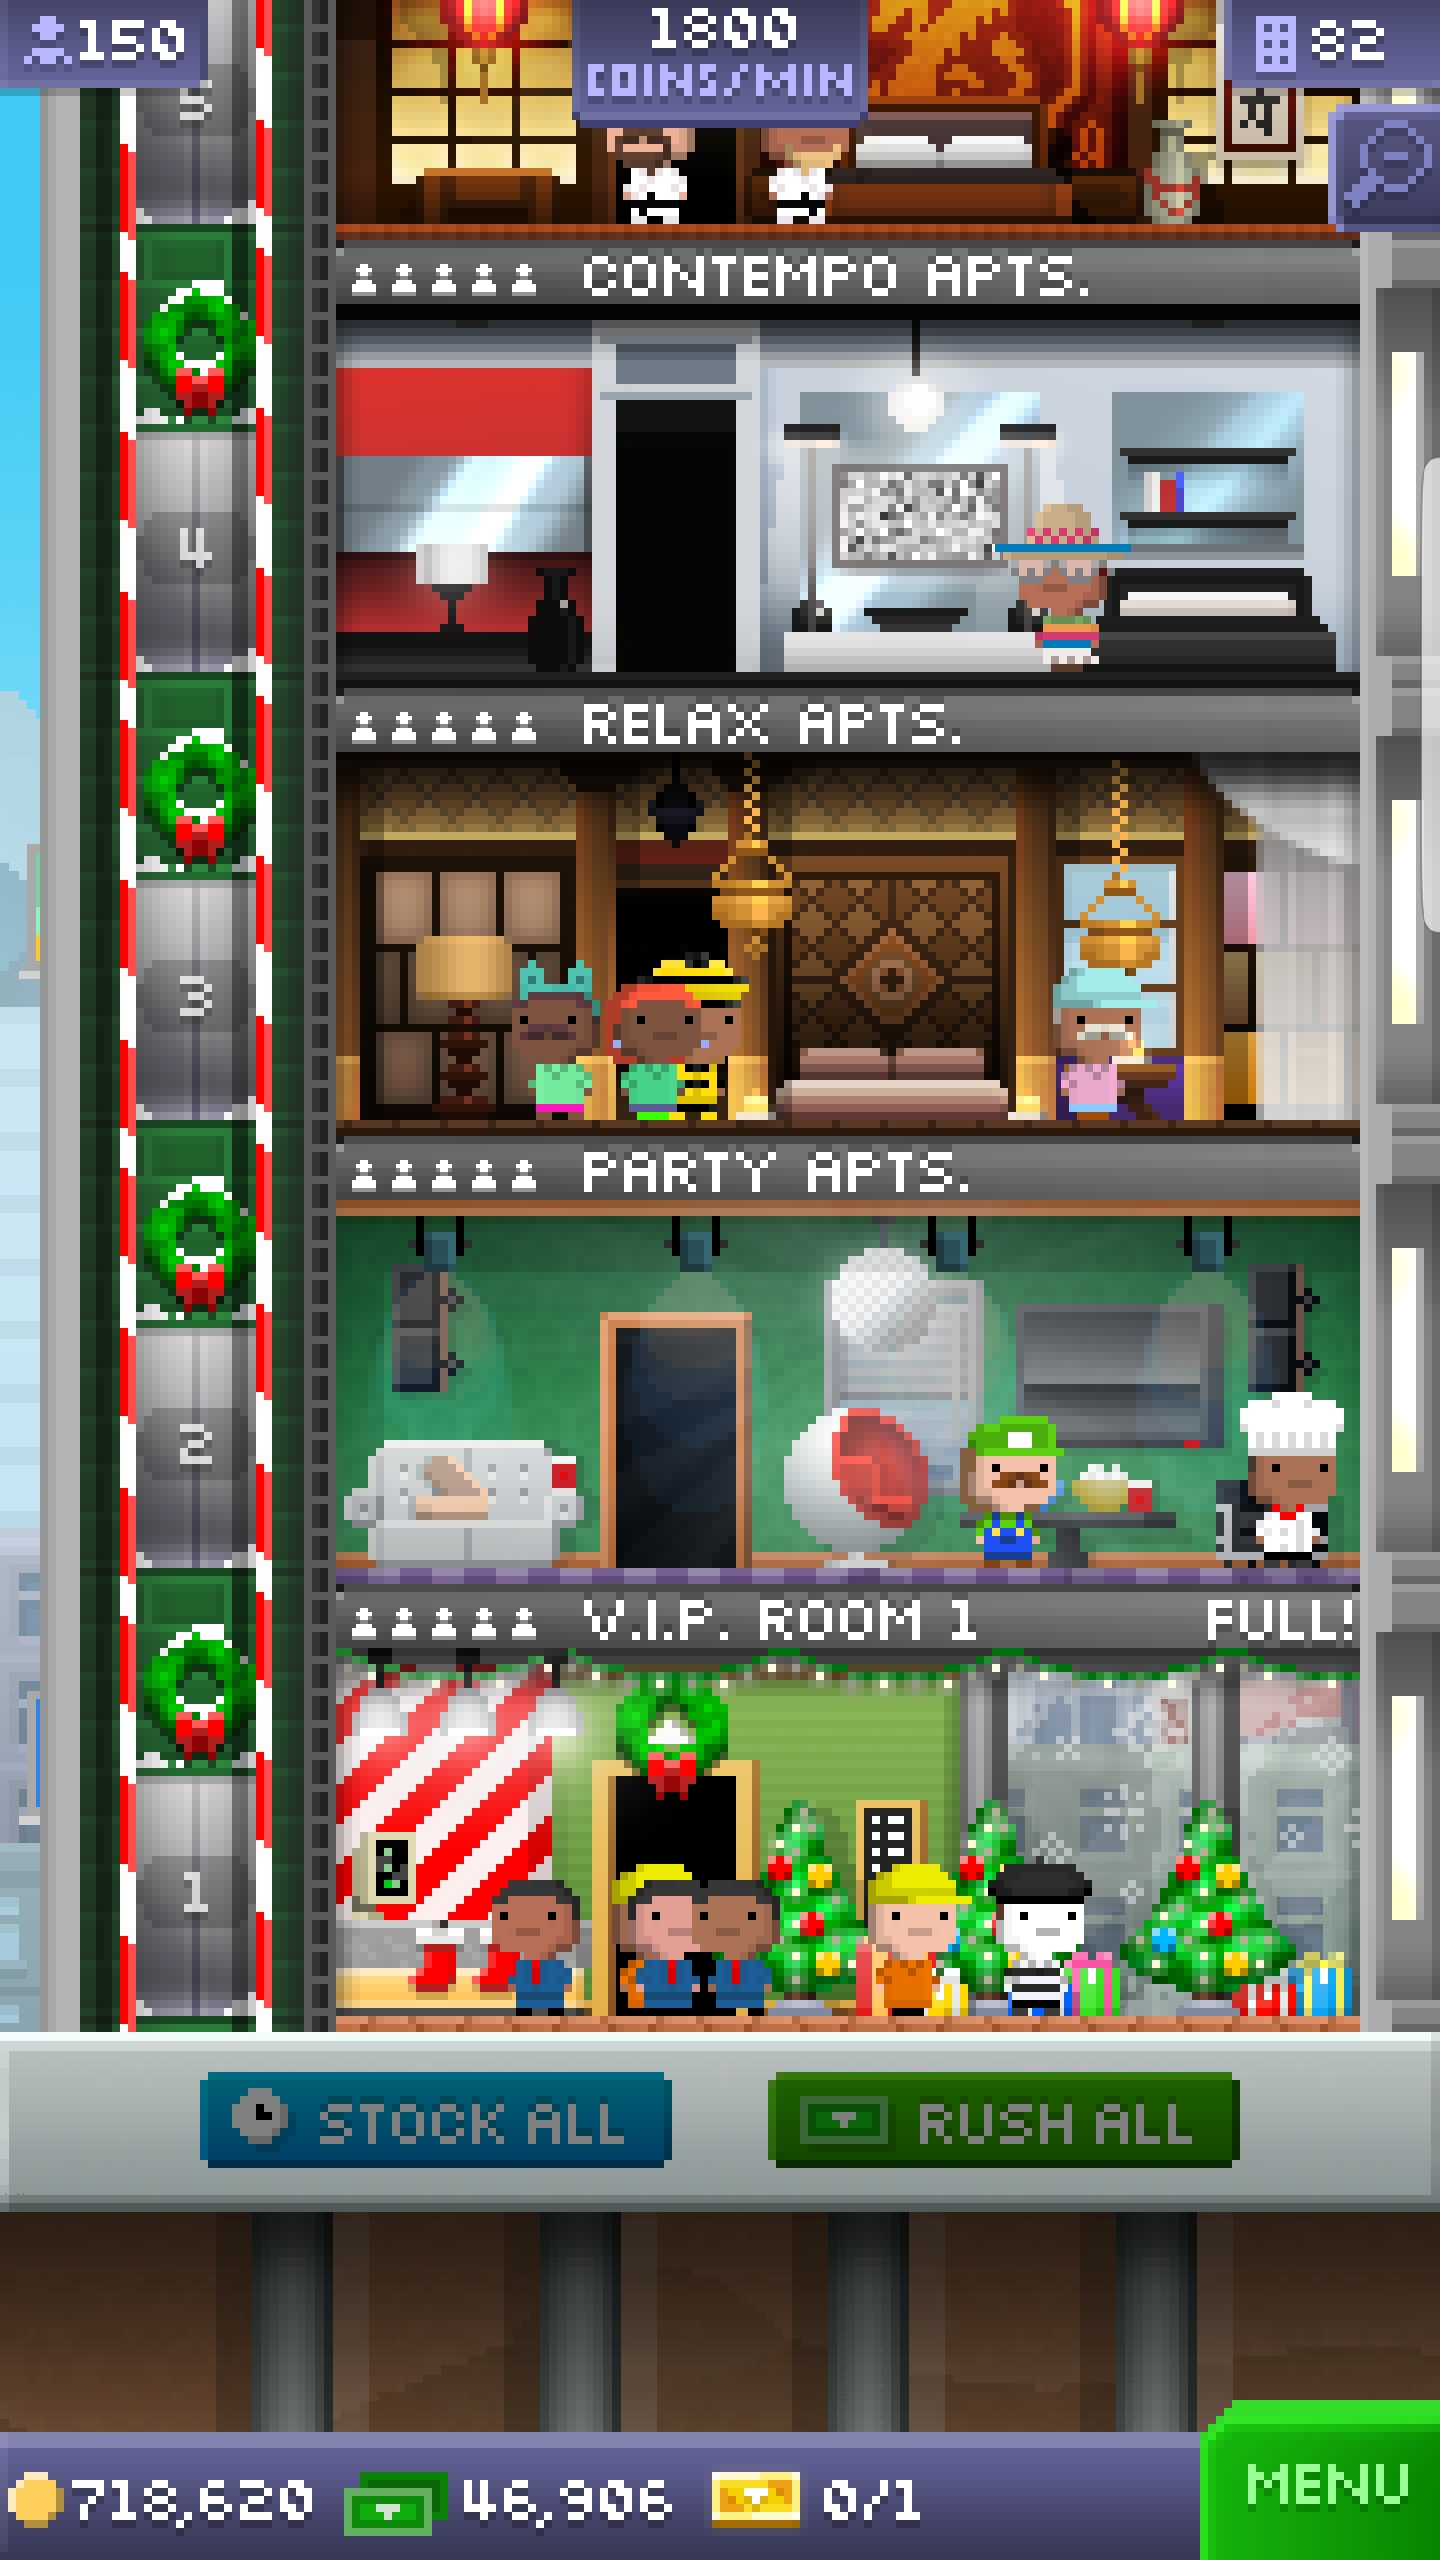 150
1800
COINS/MIN
82
5
CONTEMPO APTS.
4
RELAX APTS.
3
PARTY APTS.
2
V.I.P. ROOM 1 FULL!
1
STOCK ALL
RUSH ALL
718,620 46,906 0/1
MENU